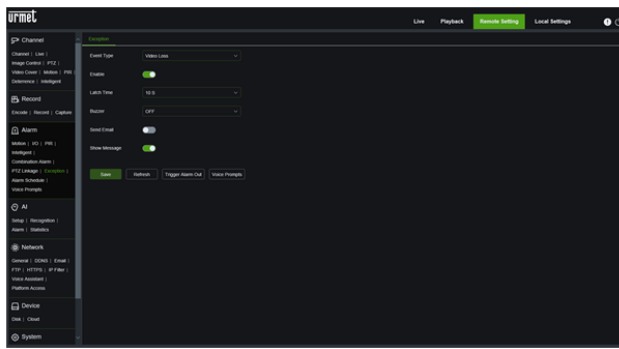 urmet
Live Playback Remote Setting Local Settings
Channel
Channel | Live |
Image Control | PTZ |
Video Cover | Motion | PIR |
Deterrence | Intelligent
Record
Encode | Record | Capture
Alarm
Motion | I/O | PIR |
Intelligent |
Combination Alarm |
PTZ Linkage | Exception |
Alarm Schedule |
Voice Prompts
AI
Setup | Recognition |
Alarm | Statistics
Network
General | DDNS | Email |
FTP | HTTPS | IP Filter |
Voice Assistant |
Platform Access
Device
Disk | Cloud
System
Exception
Event Type Video Loss
Enable
Latch Time 10 S
Buzzer OFF
Send Email
Show Message
Save Refresh Trigger Alarm Out Voice Prompts